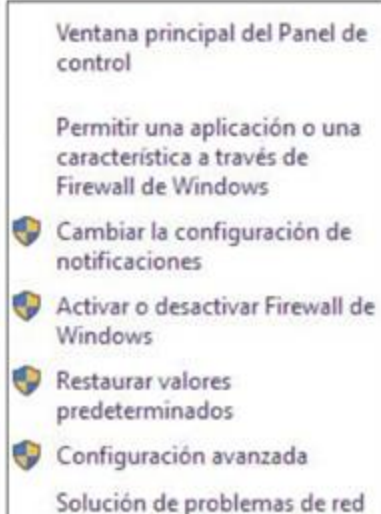 Ventana principal del Panel de
control
Permitir una aplicación o una
característica a través de
Firewall de Windows
Cambiar la configuración de
notificaciones
Activar o desactivar Firewall de
Windows
Restaurar valores
predeterminados
Configuración avanzada
Solución de problemas de red